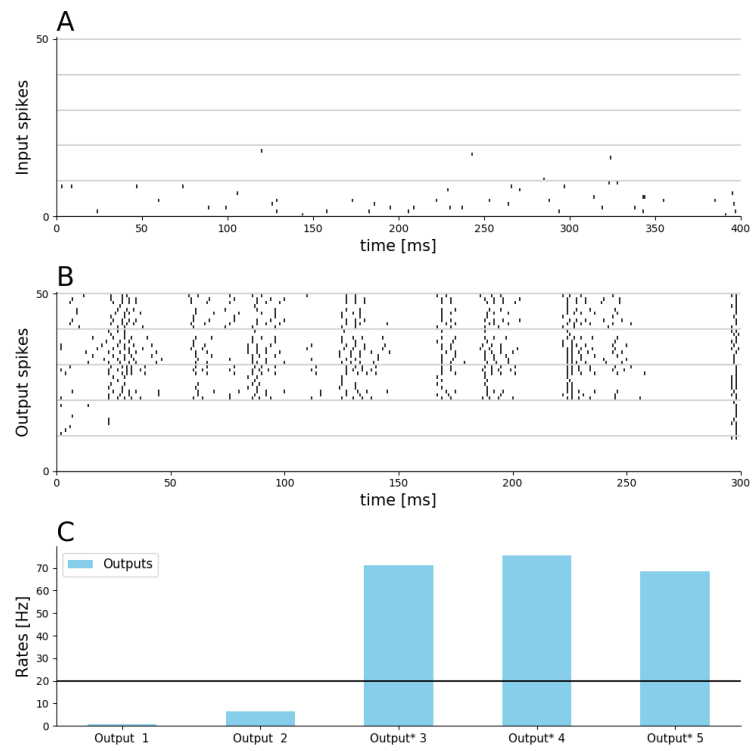 A
50
Input spikes
0
0 50 100 150 200 250 300 350 400
time [ms]
B
50
Output spikes
0
0 50 100 150 200 250 300
time [ms]
C
Outputs
70
60
50
40
30
20
10
0
Rates [Hz]
Output 1 Output 2 Output* 3 Output* 4 Output* 5